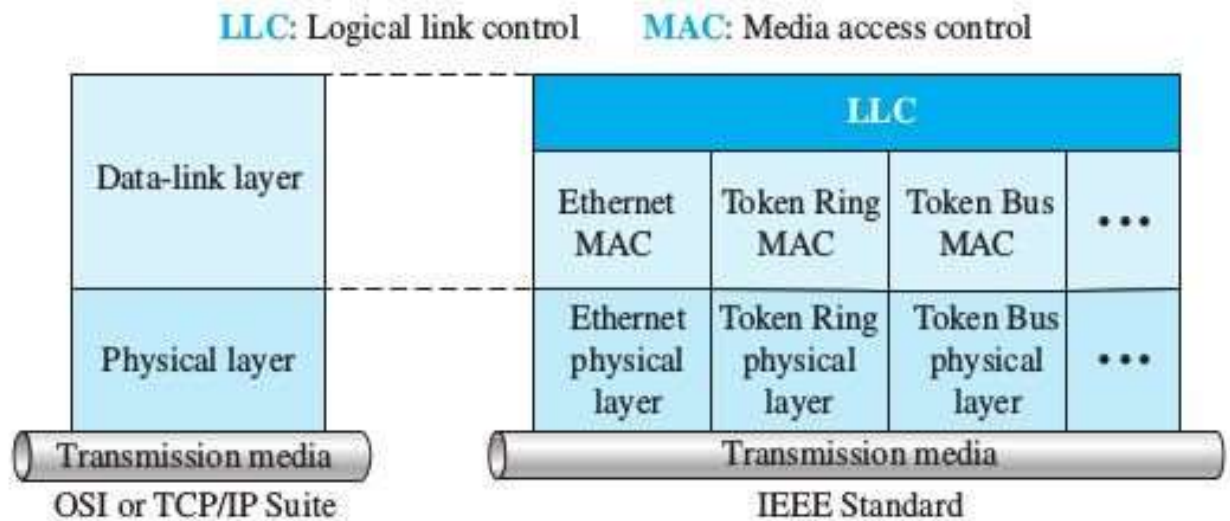 LLC: Logical link control MAC: Media access control
LLC
Data-link layer
Ethernet
MAC
Token Ring
MAC
Token Bus
MAC
•••
Physical layer
Ethernet
physical
layer
Token Ring
physical
layer
Token Bus
physical
layer
•••
Transmission media
Transmission media
OSI or TCP/IP Suite
IEEE Standard